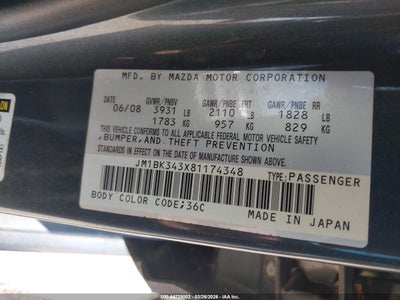 MFD. BY MAZDA MOTOR CORPORATION
DATE GVWR/PNBV GAWR/PNBE FRT GAWR/PNBE RR
06/08 3931 LB 2110 LB 1828 LB
1783 KG 957 KG 829 KG
THIS VEHICLE CONFORMS TO ALL APPLICABLE FEDERAL MOTOR VEHICLE SAFETY
,BUMPER,AND THEFT PREVENTION
STANDARDS IN EFFECT ON THE DATE OF MANUFACTURE SHOWN ABOVE.
JM1BK343X81174348 TYPE:PASSENGER
BODY COLOR CODE;36C
MADE IN JAPAN